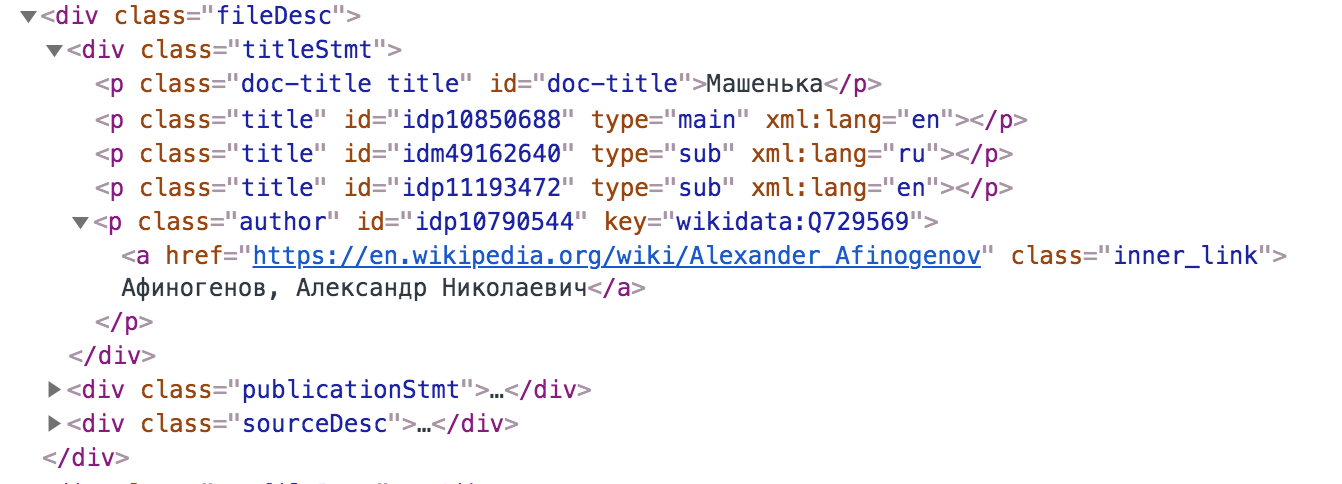 ▼<div class="fileDesc">
▼<div class="titleStmt">
<p class="doc-title title" id="doc-title">Машенька</p>
<p class="title" id="idp10850688" type="main" xml:lang="en"></p>
<p class="title" id="idm49162640" type="sub" xml:lang="ru"></p>
<p class="title" id="idp11193472" type="sub" xml:lang="en"></p>
▼<p class="author" id="idp10790544" key="wikidata:Q729569">
<a href="https://en.wikipedia.org/wiki/Alexander_Afinogenov" class="inner_link">
Афиногенов, Александр Николаевич</a>
</p>
</div>
▶<div class="publicationStmt">…</div>
▶<div class="sourceDesc">…</div>
</div>